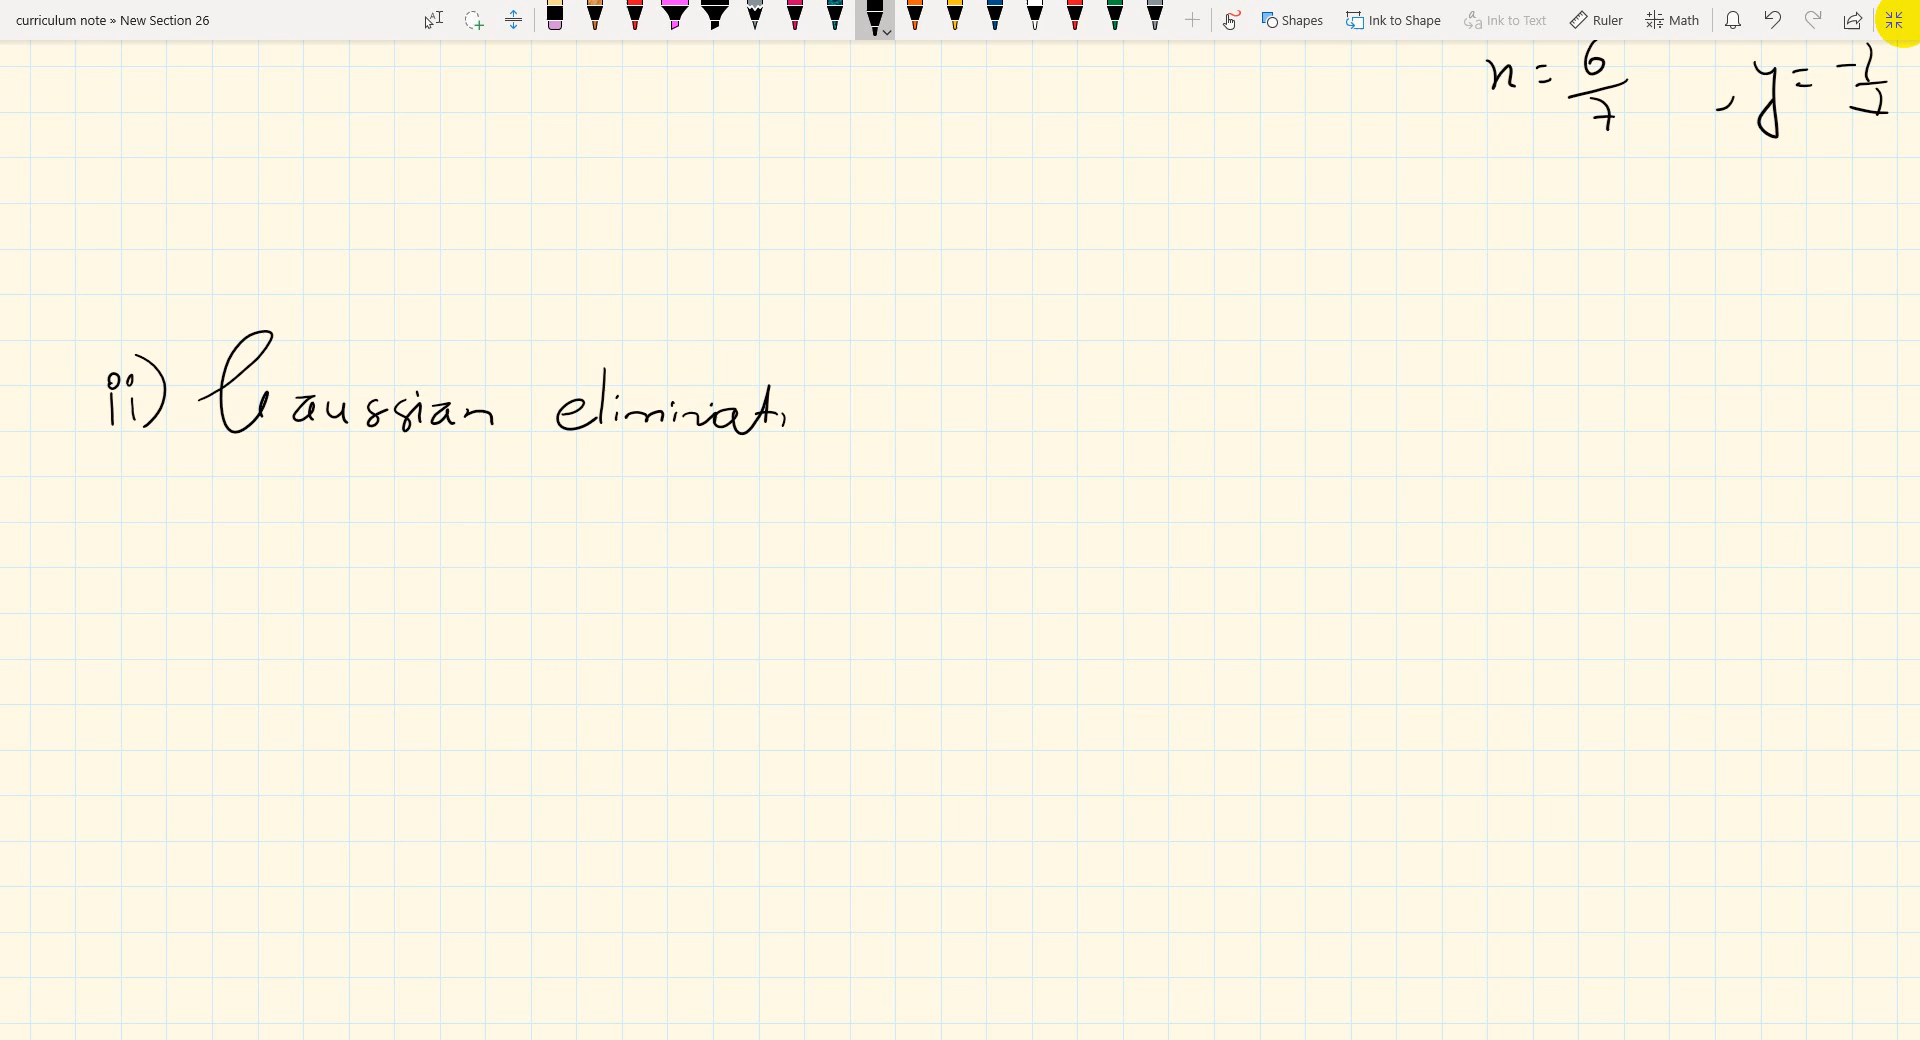 curriculum note » New Section 26 Shapes Ink to Shape Ink to Text Ruler Math
x = 6/7 , y = -1/7
ii) Gaussian eliminati